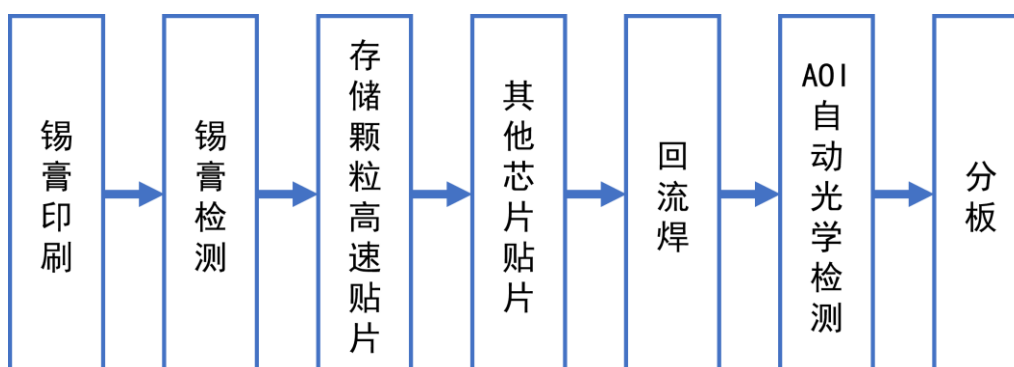 锡膏印刷
锡膏检测
存储颗粒高速贴片
其他芯片贴片
回流焊
AOI自动光学检测
分板